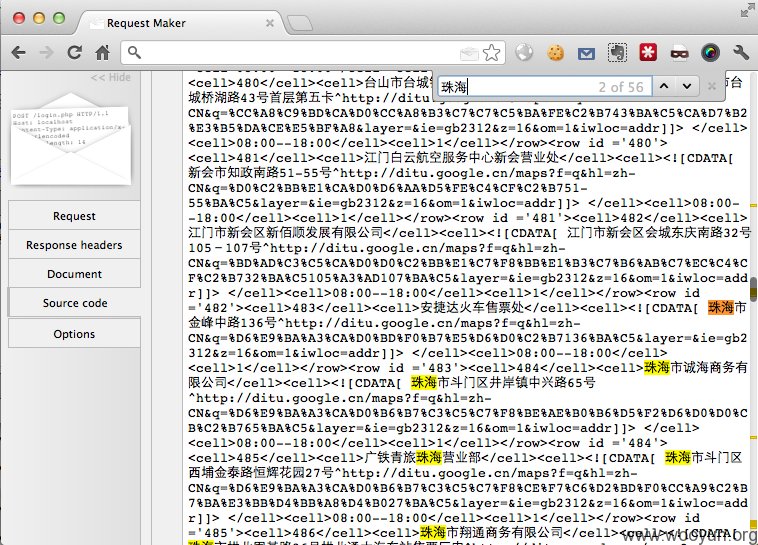 Request Maker
<< Hide
POST /login.php HTTP/1.1
Host: localhost
Request
Response headers
Document
Source code
Options
珠海
2 of 56
<cell>480</cell><cell>台山市台城
城桥湖路43号首层第五卡^http://ditu.google.cn/maps?f=q&hl=zh-
CN&q=%CC%A8%C9%BD%CA%D0%CC%A8%B3%C7%C7%C5%BA%FE%C2%B743%BA%C5%CA%D7%B2
%E3%B5%DA%CE%E5%BF%A8&layer=&ie=gb2312&z=16&om=1&iwloc=addr]]> </cell>
<cell>08:00--18:00</cell><cell>1</cell></row><row id ='480'>
<cell>481</cell><cell>江门白云航空服务中心新会营业处</cell><cell><![CDATA[
新会市知政南路51-55号^http://ditu.google.cn/maps?f=q&hl=zh-
CN&q=%D0%C2%BB%E1%CA%D0%D6%AA%D5%FE%C4%CF%C2%B751-
55%BA%C5&layer=&ie=gb2312&z=16&om=1&iwloc=addr]]> </cell><cell>08:00-
-18:00</cell><cell>1</cell></row><row id ='481'><cell>482</cell><cell>
江门市新会区新佰顺发展有限公司</cell><cell><![CDATA[ 江门市新会区会城东庆南路32号
105－107号^http://ditu.google.cn/maps?f=q&hl=zh-
CN&q=%BD%AD%C3%C5%CA%D0%D0%C2%BB%E1%C7%F8%BB%E1%B3%C7%B6%AB%C7%EC%C4%C
F%C2%B732%BA%C5105%A3%AD107%BA%C5&layer=&ie=gb2312&z=16&om=1&iwloc=add
r]]> </cell><cell>08:00--18:00</cell><cell>1</cell></row><row id
='482'><cell>483</cell><cell>安捷达火车售票处</cell><cell><![CDATA[ 珠海市
金峰中路136号^http://ditu.google.cn/maps?f=q&hl=zh-
CN&q=%D6%E9%BA%A3%CA%D0%BD%F0%B7%E5%D6%D0%C2%B7136%BA%C5&layer=&ie=gb2
312&z=16&om=1&iwloc=addr]]> </cell><cell>08:00--18:00</cell>
<cell>1</cell></row><row id ='483'><cell>484</cell><cell>珠海市诚海商务有
限公司</cell><cell><![CDATA[ 珠海市斗门区井岸镇中兴路65号
^http://ditu.google.cn/maps?f=q&hl=zh-
CN&q=%D6%E9%BA%A3%CA%D0%B6%B7%C3%C5%C7%F8%BE%AE%B0%B6%D5%F2%D6%D0%D0%CB%C2%B765%BA%C5&layer=&ie=gb2312&z=16&om=1&iwloc=addr]]> </cell>
<cell>08:00--18:00</cell><cell>1</cell></row><row id ='484'>
<cell>485</cell><cell>广铁青旅珠海营业部</cell><cell><![CDATA[ 珠海市斗门区
西埔金泰路恒辉花园27号^http://ditu.google.cn/maps?f=q&hl=zh-
CN&q=%D6%E9%BA%A3%CA%D0%B6%B7%C3%C5%C7%F8%CE%F7%C6%D2%BD%F0%CC%A9%C2%B
7%BA%E3%BB%D4%BB%A8%D4%B027%BA%C5&layer=&ie=gb2312&z=16&om=1&iwloc=add
r]]> </cell><cell>08:00--18:00</cell><cell>1</cell></row><row id
='485'><cell>486</cell><cell>珠海市翔通商务有限公司</cell><cell><![CDATA[
www.wooyun.org